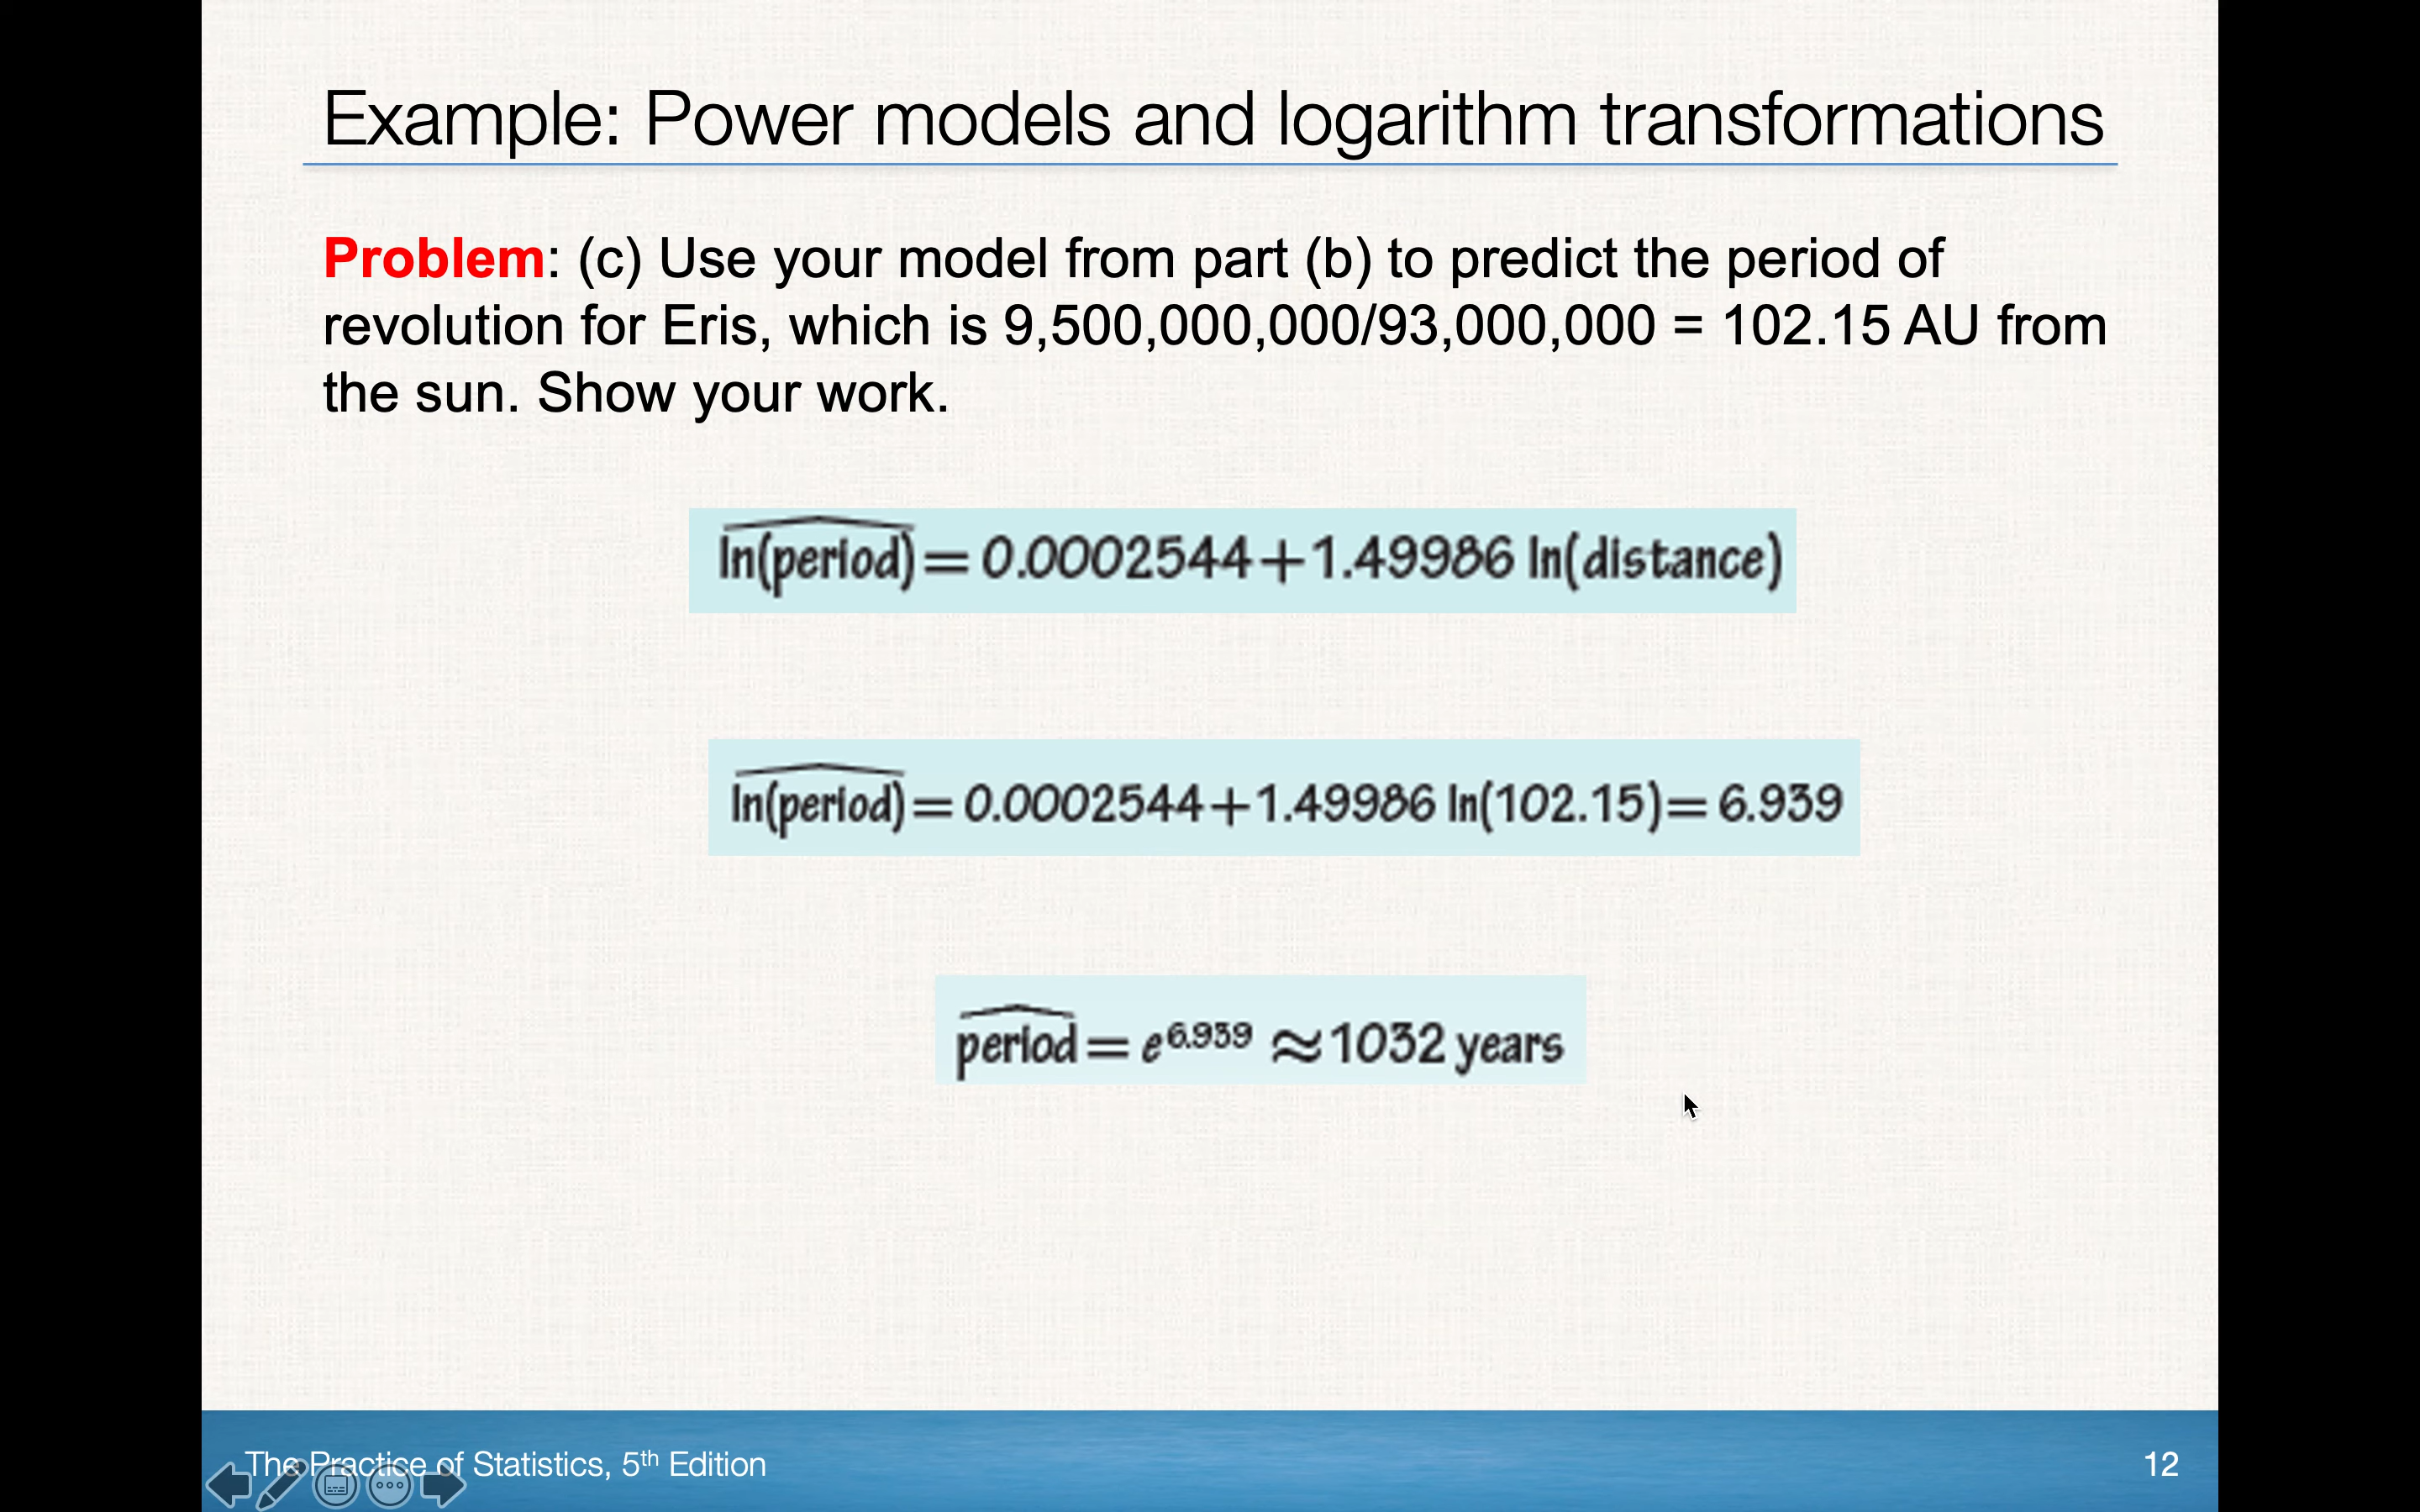 Example: Power models and logarithm transformations
Problem: (c) Use your model from part (b) to predict the period of
revolution for Eris, which is 9,500,000,000/93,000,000 = 102.15 AU from
the sun. Show your work.
ln(period) = 0.0002544 + 1.49986 ln(distance)
ln(period) = 0.0002544 + 1.49986 ln(102.15) = 6.939
period = e^6.939 ≈ 1032 years
The Practice of Statistics, 5th Edition
12